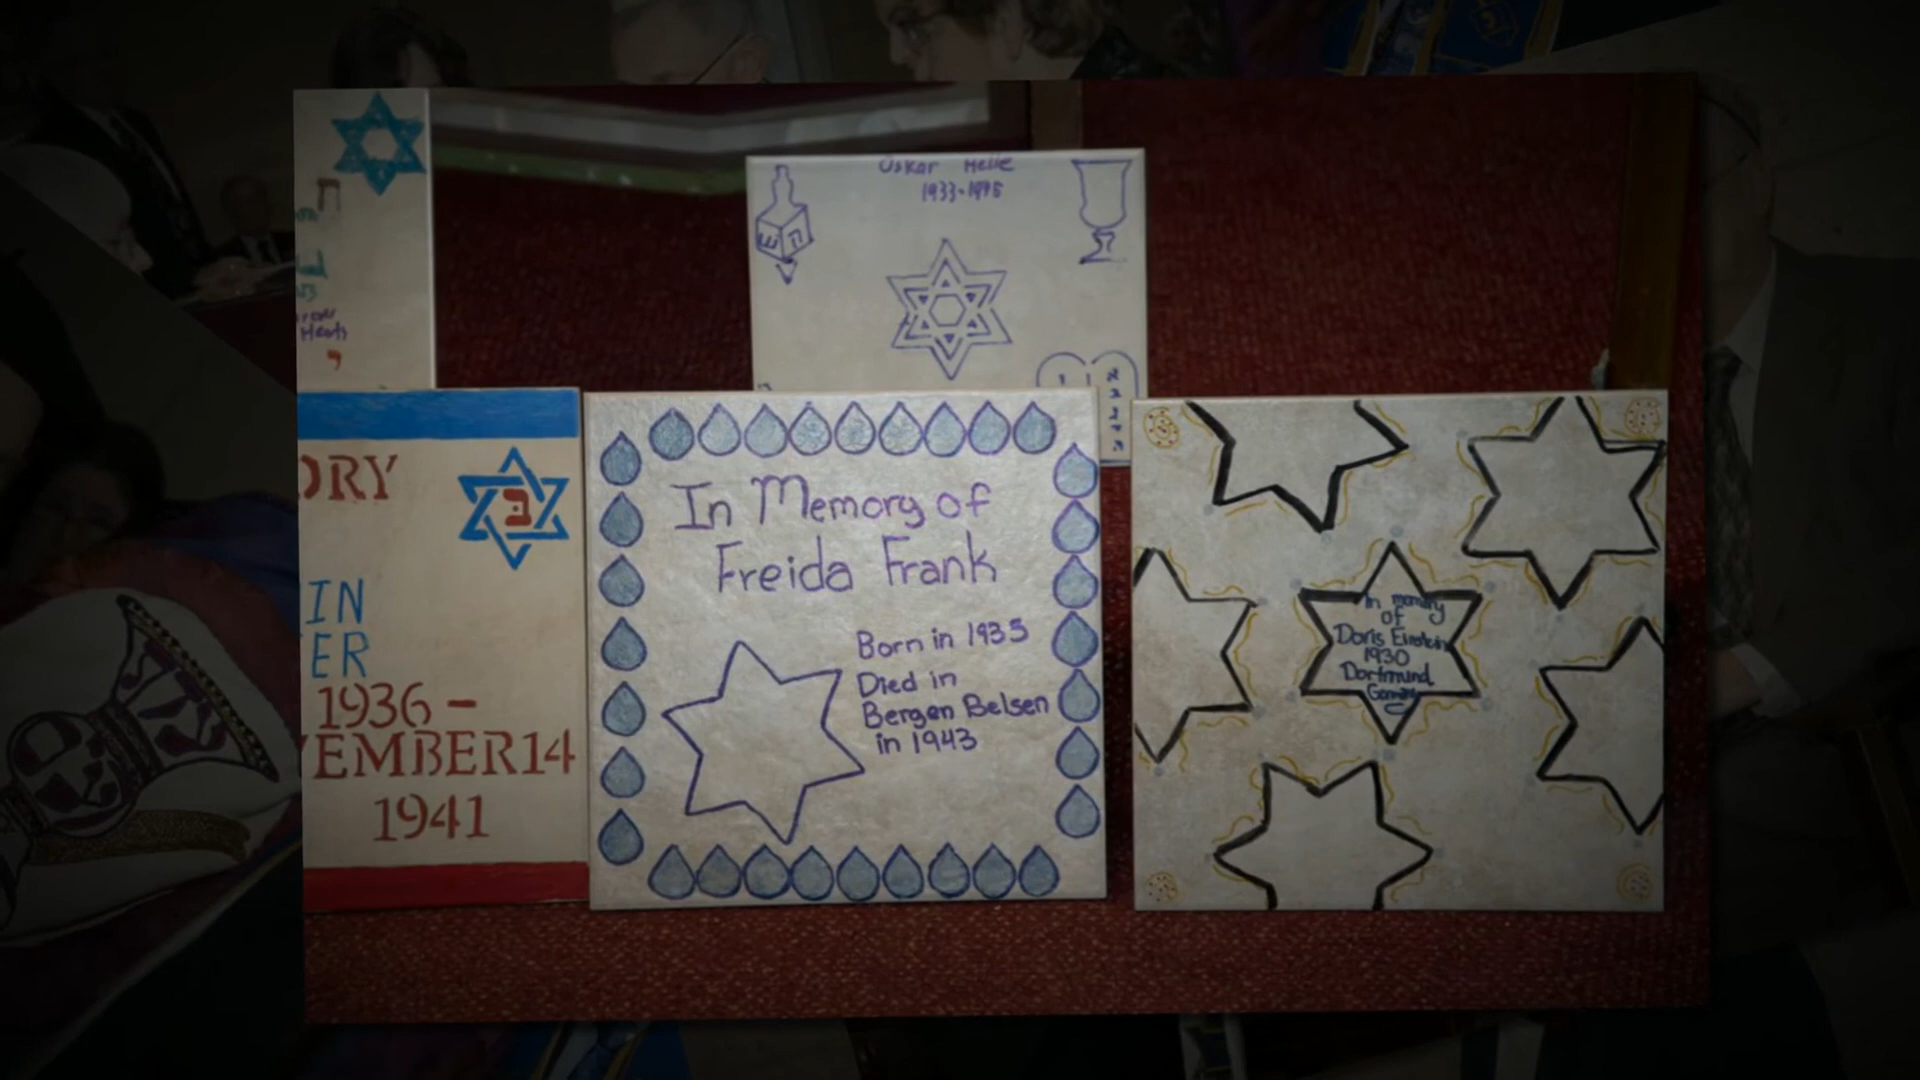 Oskar Helle
1933-1945
ORY
IN
ER
1936 -
EMBER14
1941
In Memory of
Freida Frank
Born in 1935
Died in
Bergen Belsen
in 1943
In memory
of
Doris Einstein
1930
Dortmund,
Germany